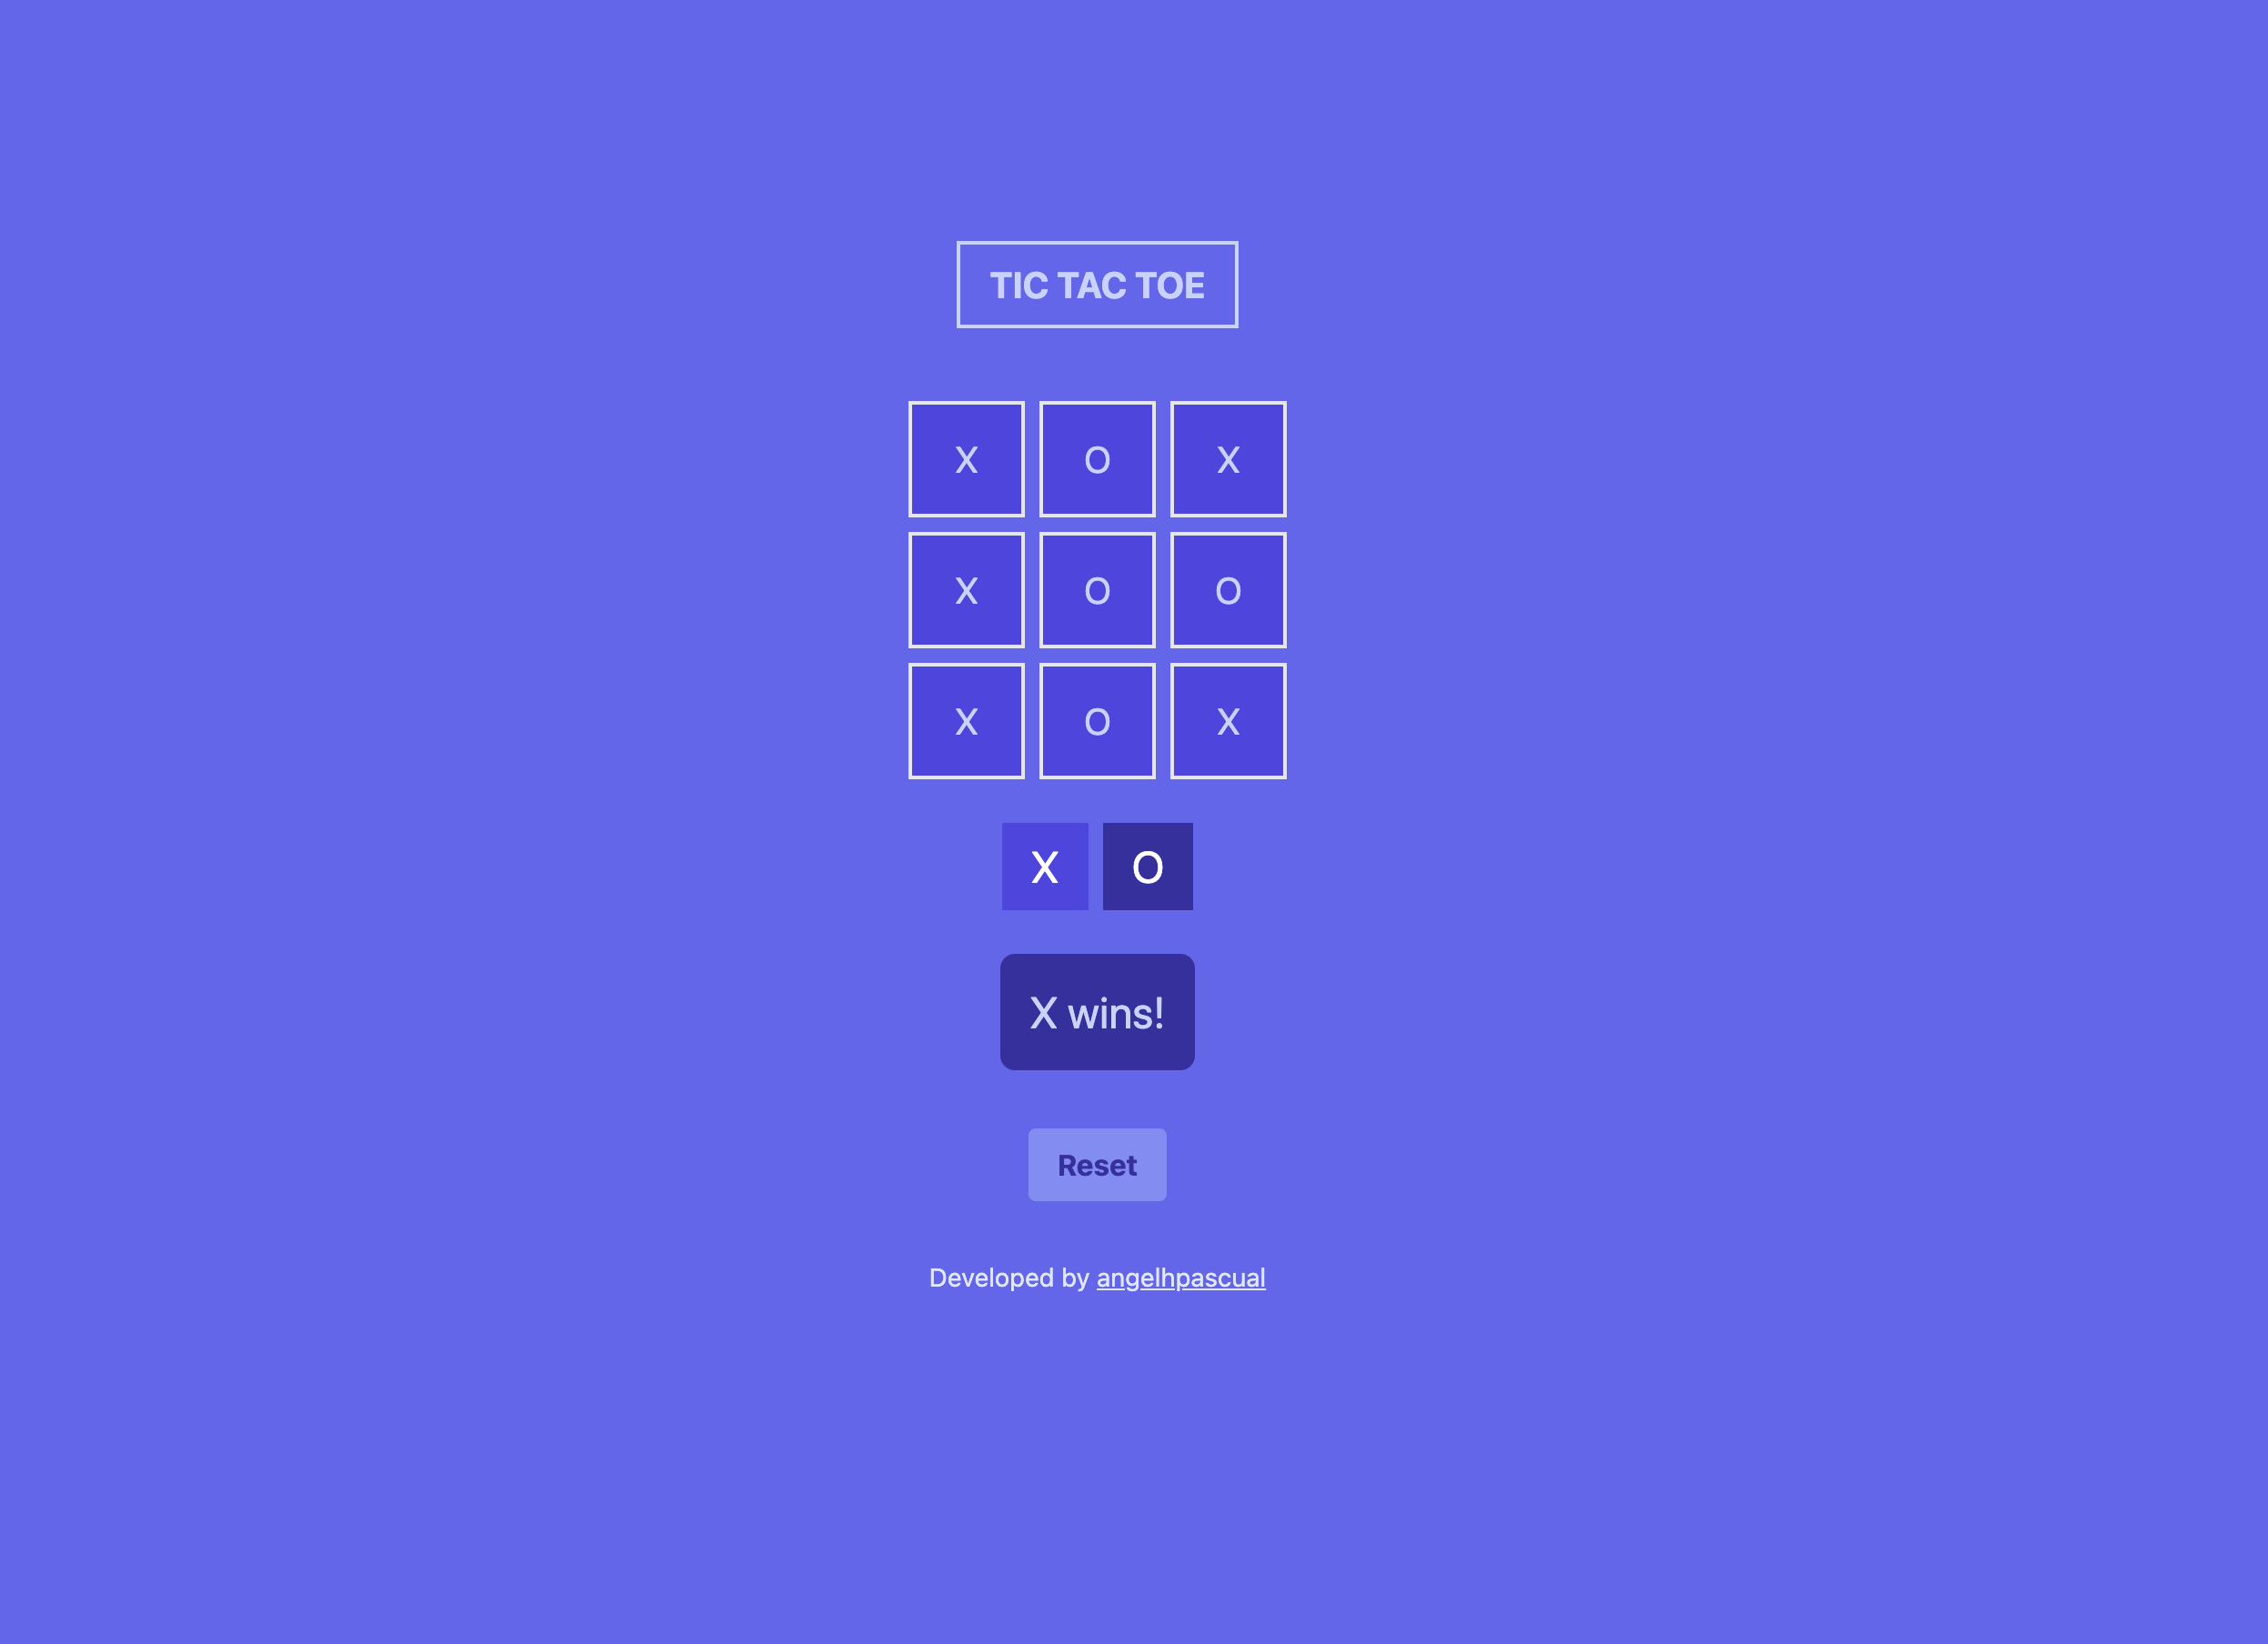 TIC TAC TOE
X O X
X O O
X O X
X O
X wins!
Reset
Developed by angelhpascual